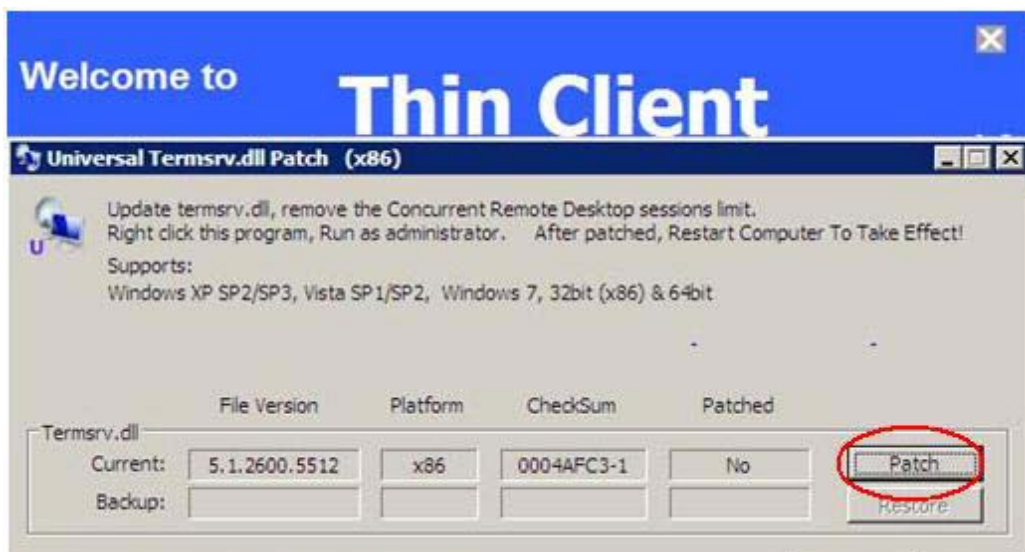 Welcome to
Thin Client
Universal Termsrv.dll Patch (x86)
Update termsrv.dll, remove the Concurrent Remote Desktop sessions limit.
Right click this program, Run as administrator. After patched, Restart Computer To Take Effect!
U
Supports:
Windows XP SP2/SP3, Vista SP1/SP2, Windows 7, 32bit (x86) & 64bit
- -
File Version Platform CheckSum Patched
Termsrv.dll
Current: 5.1.2600.5512 x86 0004AFC3-1 No Patch
Backup: Restore